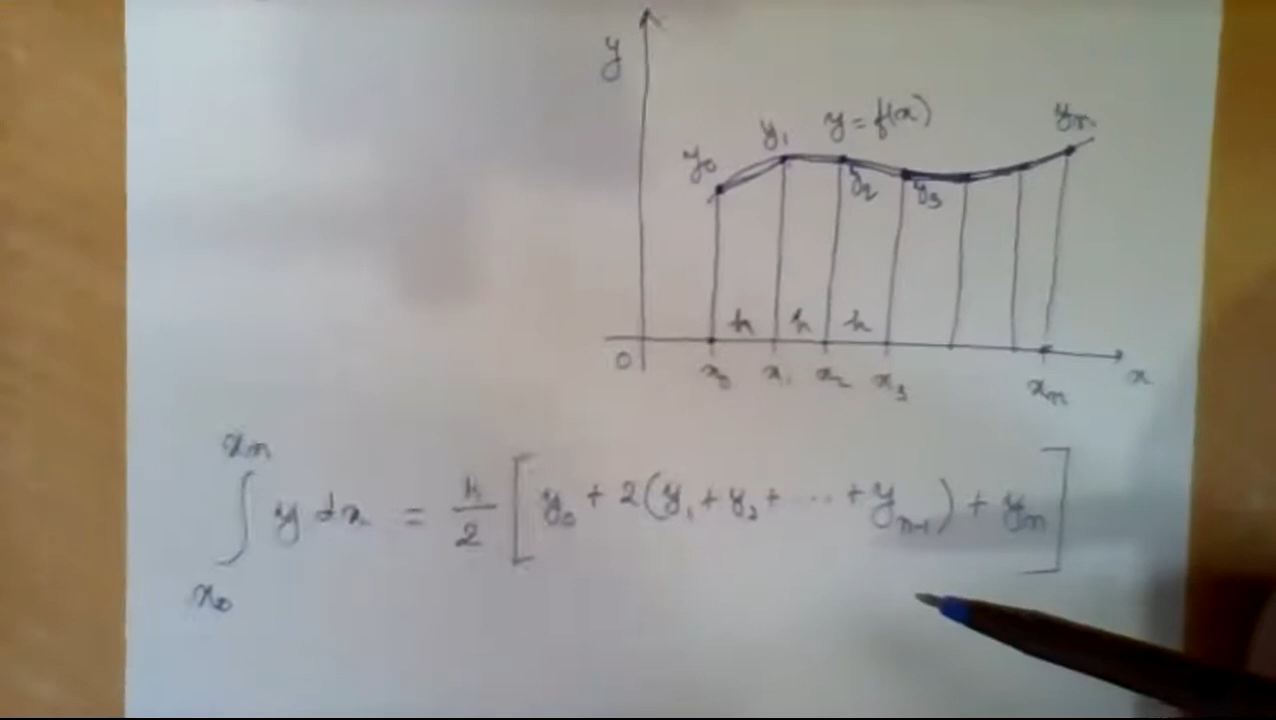 y
y₀ y₁ y = f(x) yₙ
y₂ y₃
h h h
0 x₀ x₁ x₂ x₃ xₙ x
xₙ
∫ y dx = h/2 [ y₀ + 2(y₁ + y₂ + ... + yₙ₋₁) + yₙ ]
x₀